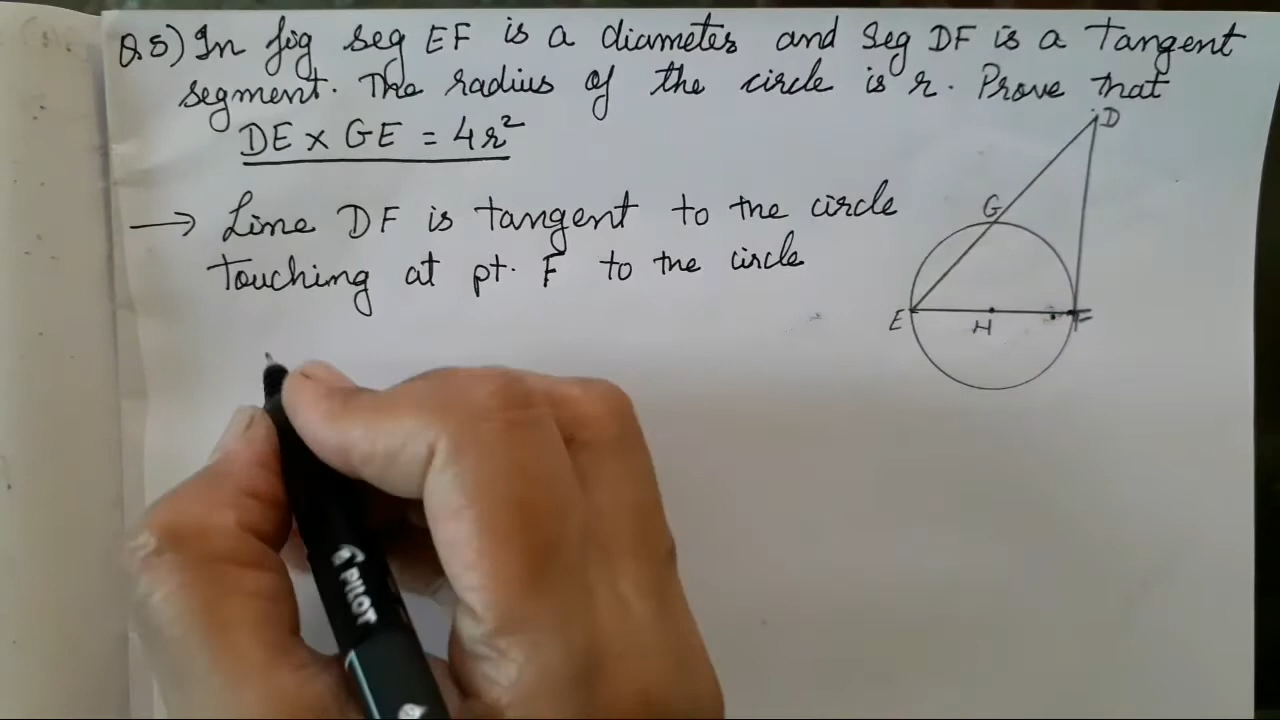 Q.5) In fig seg EF is a diameter and seg DF is a tangent
segment. The radius of the circle is r. Prove that
DE × GE = 4r²
→ Line DF is tangent to the circle
touching at pt. F to the circle
D
G
E
H
F
PILOT